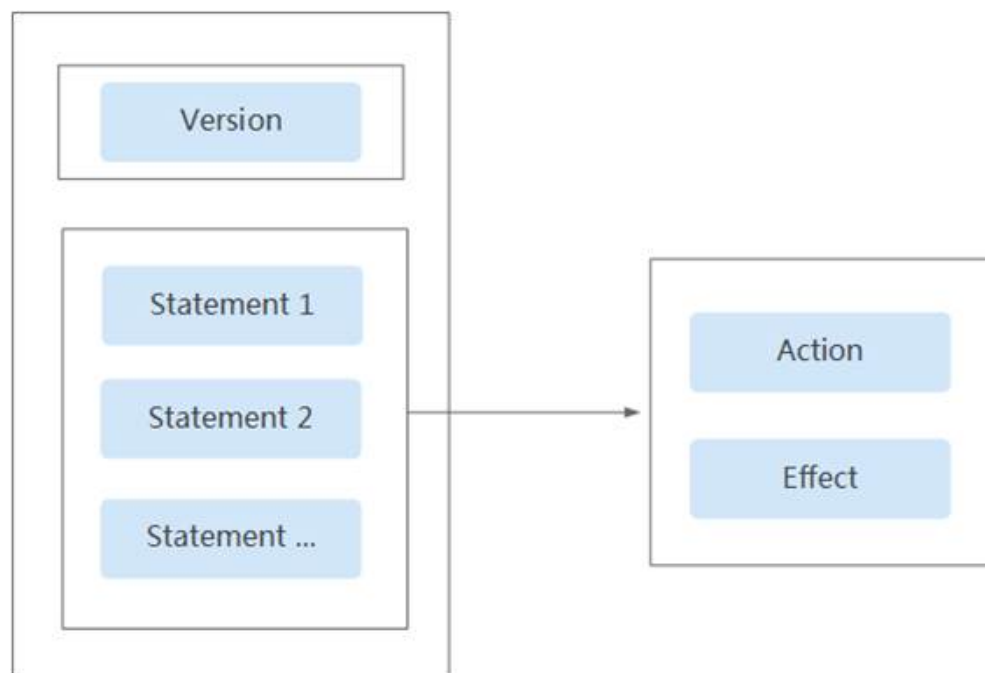 Version
Statement 1
Statement 2
Statement ...
Action
Effect